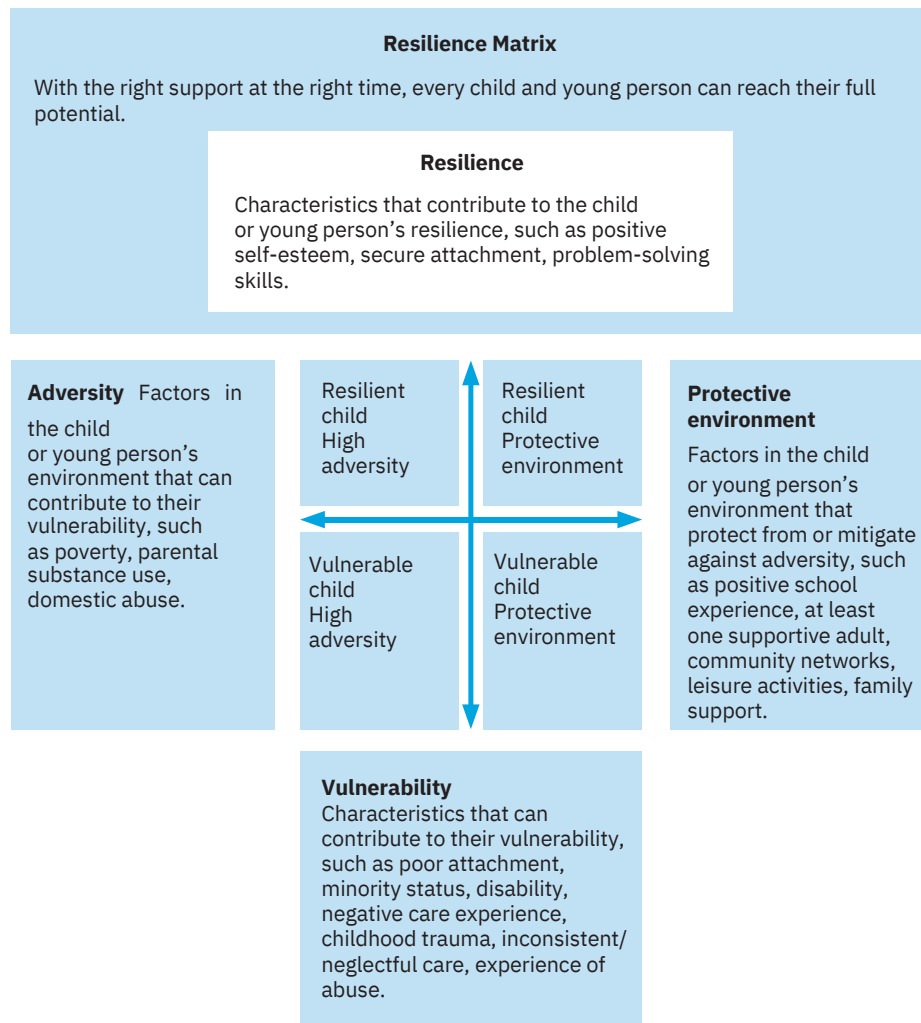 Resilience Matrix
With the right support at the right time, every child and young person can reach their full
potential.
Resilience
Characteristics that contribute to the child
or young person’s resilience, such as positive
self-esteem, secure attachment, problem-solving
skills.
Adversity Factors in
the child
or young person’s
environment that can
contribute to their
vulnerability, such
as poverty, parental
substance use,
domestic abuse.
Resilient
child
High
adversity
Resilient
child
Protective
environment
Vulnerable
child
High
adversity
Vulnerable
child
Protective
environment
Protective
environment
Factors in the child
or young person’s
environment that
protect from or mitigate
against adversity, such
as positive school
experience, at least
one supportive adult,
community networks,
leisure activities, family
support.
Vulnerability
Characteristics that can
contribute to their vulnerability,
such as poor attachment,
minority status, disability,
negative care experience,
childhood trauma, inconsistent/
neglectful care, experience of
abuse.